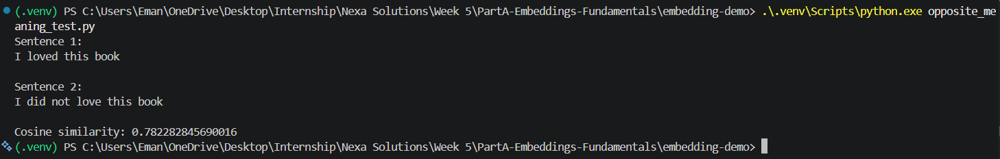 (.venv) PS C:\Users\Eman\OneDrive\Desktop\Internship\Nexa Solutions\Week 5\PartA-Embeddings-Fundamentals\embedding-demo> .\.venv\Scripts\python.exe opposite_me
aning_test.py
Sentence 1:
I loved this book
Sentence 2:
I did not love this book
Cosine similarity: 0.782282845690016
(.venv) PS C:\Users\Eman\OneDrive\Desktop\Internship\Nexa Solutions\Week 5\PartA-Embeddings-Fundamentals\embedding-demo>